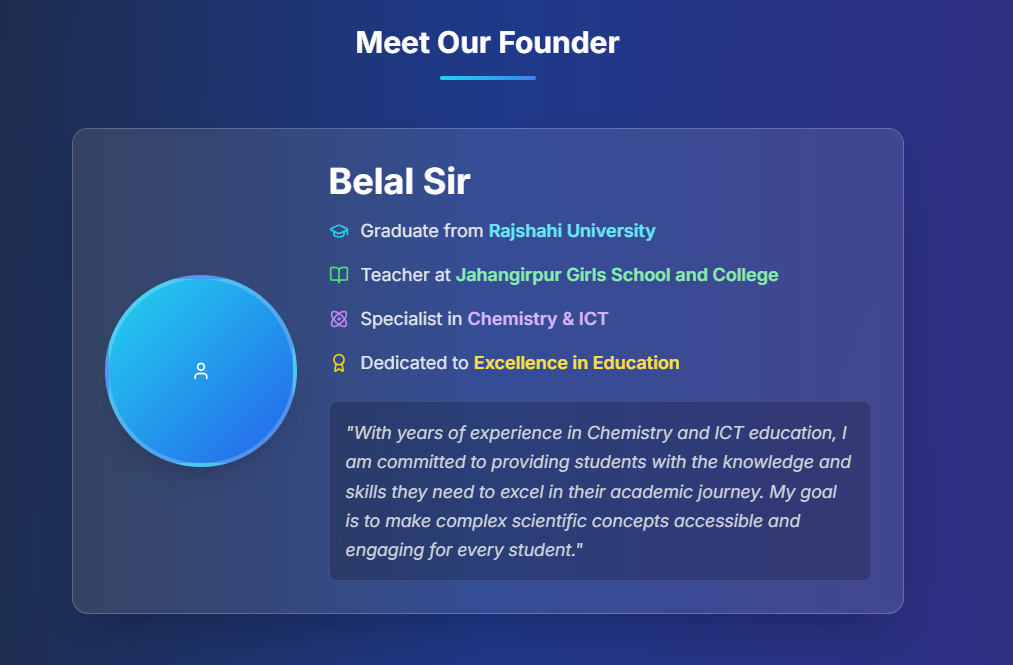 Meet Our Founder
Belal Sir
Graduate from Rajshahi University
Teacher at Jahangirpur Girls School and College
Specialist in Chemistry & ICT
Dedicated to Excellence in Education
"With years of experience in Chemistry and ICT education, I
am committed to providing students with the knowledge and
skills they need to excel in their academic journey. My goal
is to make complex scientific concepts accessible and
engaging for every student."